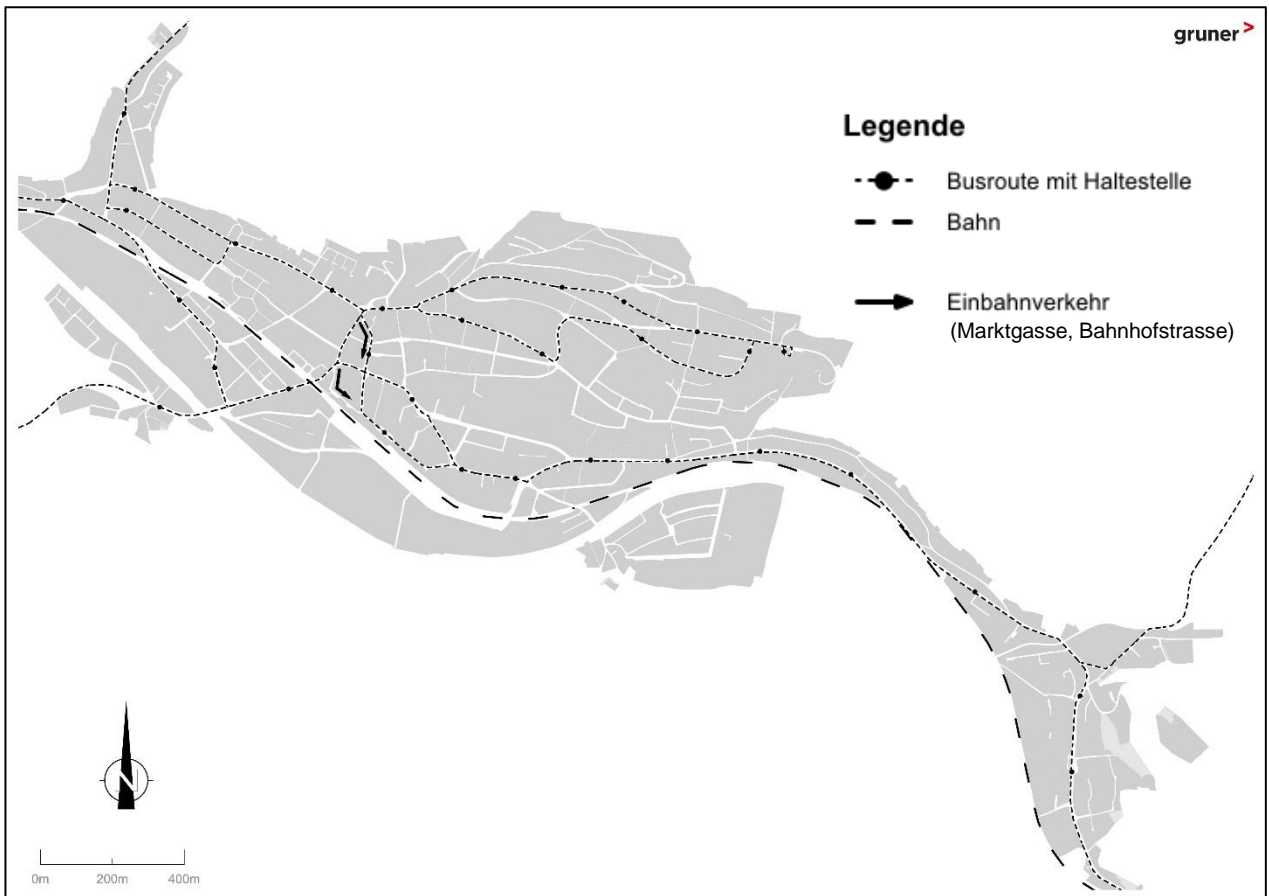 gruner >
Legende
Busroute mit Haltestelle
Bahn
Einbahnverkehr
(Marktgasse, Bahnhofstrasse)
N
0m 200m 400m